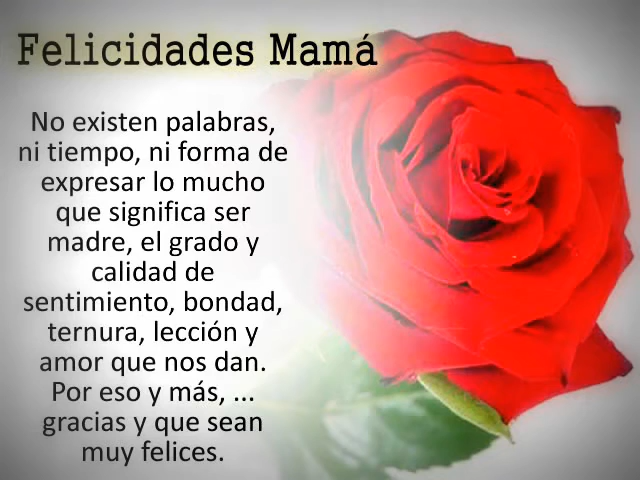 Felicidades Mamá
No existen palabras,
ni tiempo, ni forma de
expresar lo mucho
que significa ser
madre, el grado y
calidad de
sentimiento, bondad,
ternura, lección y
amor que nos dan.
Por eso y más, ...
gracias y que sean
muy felices.